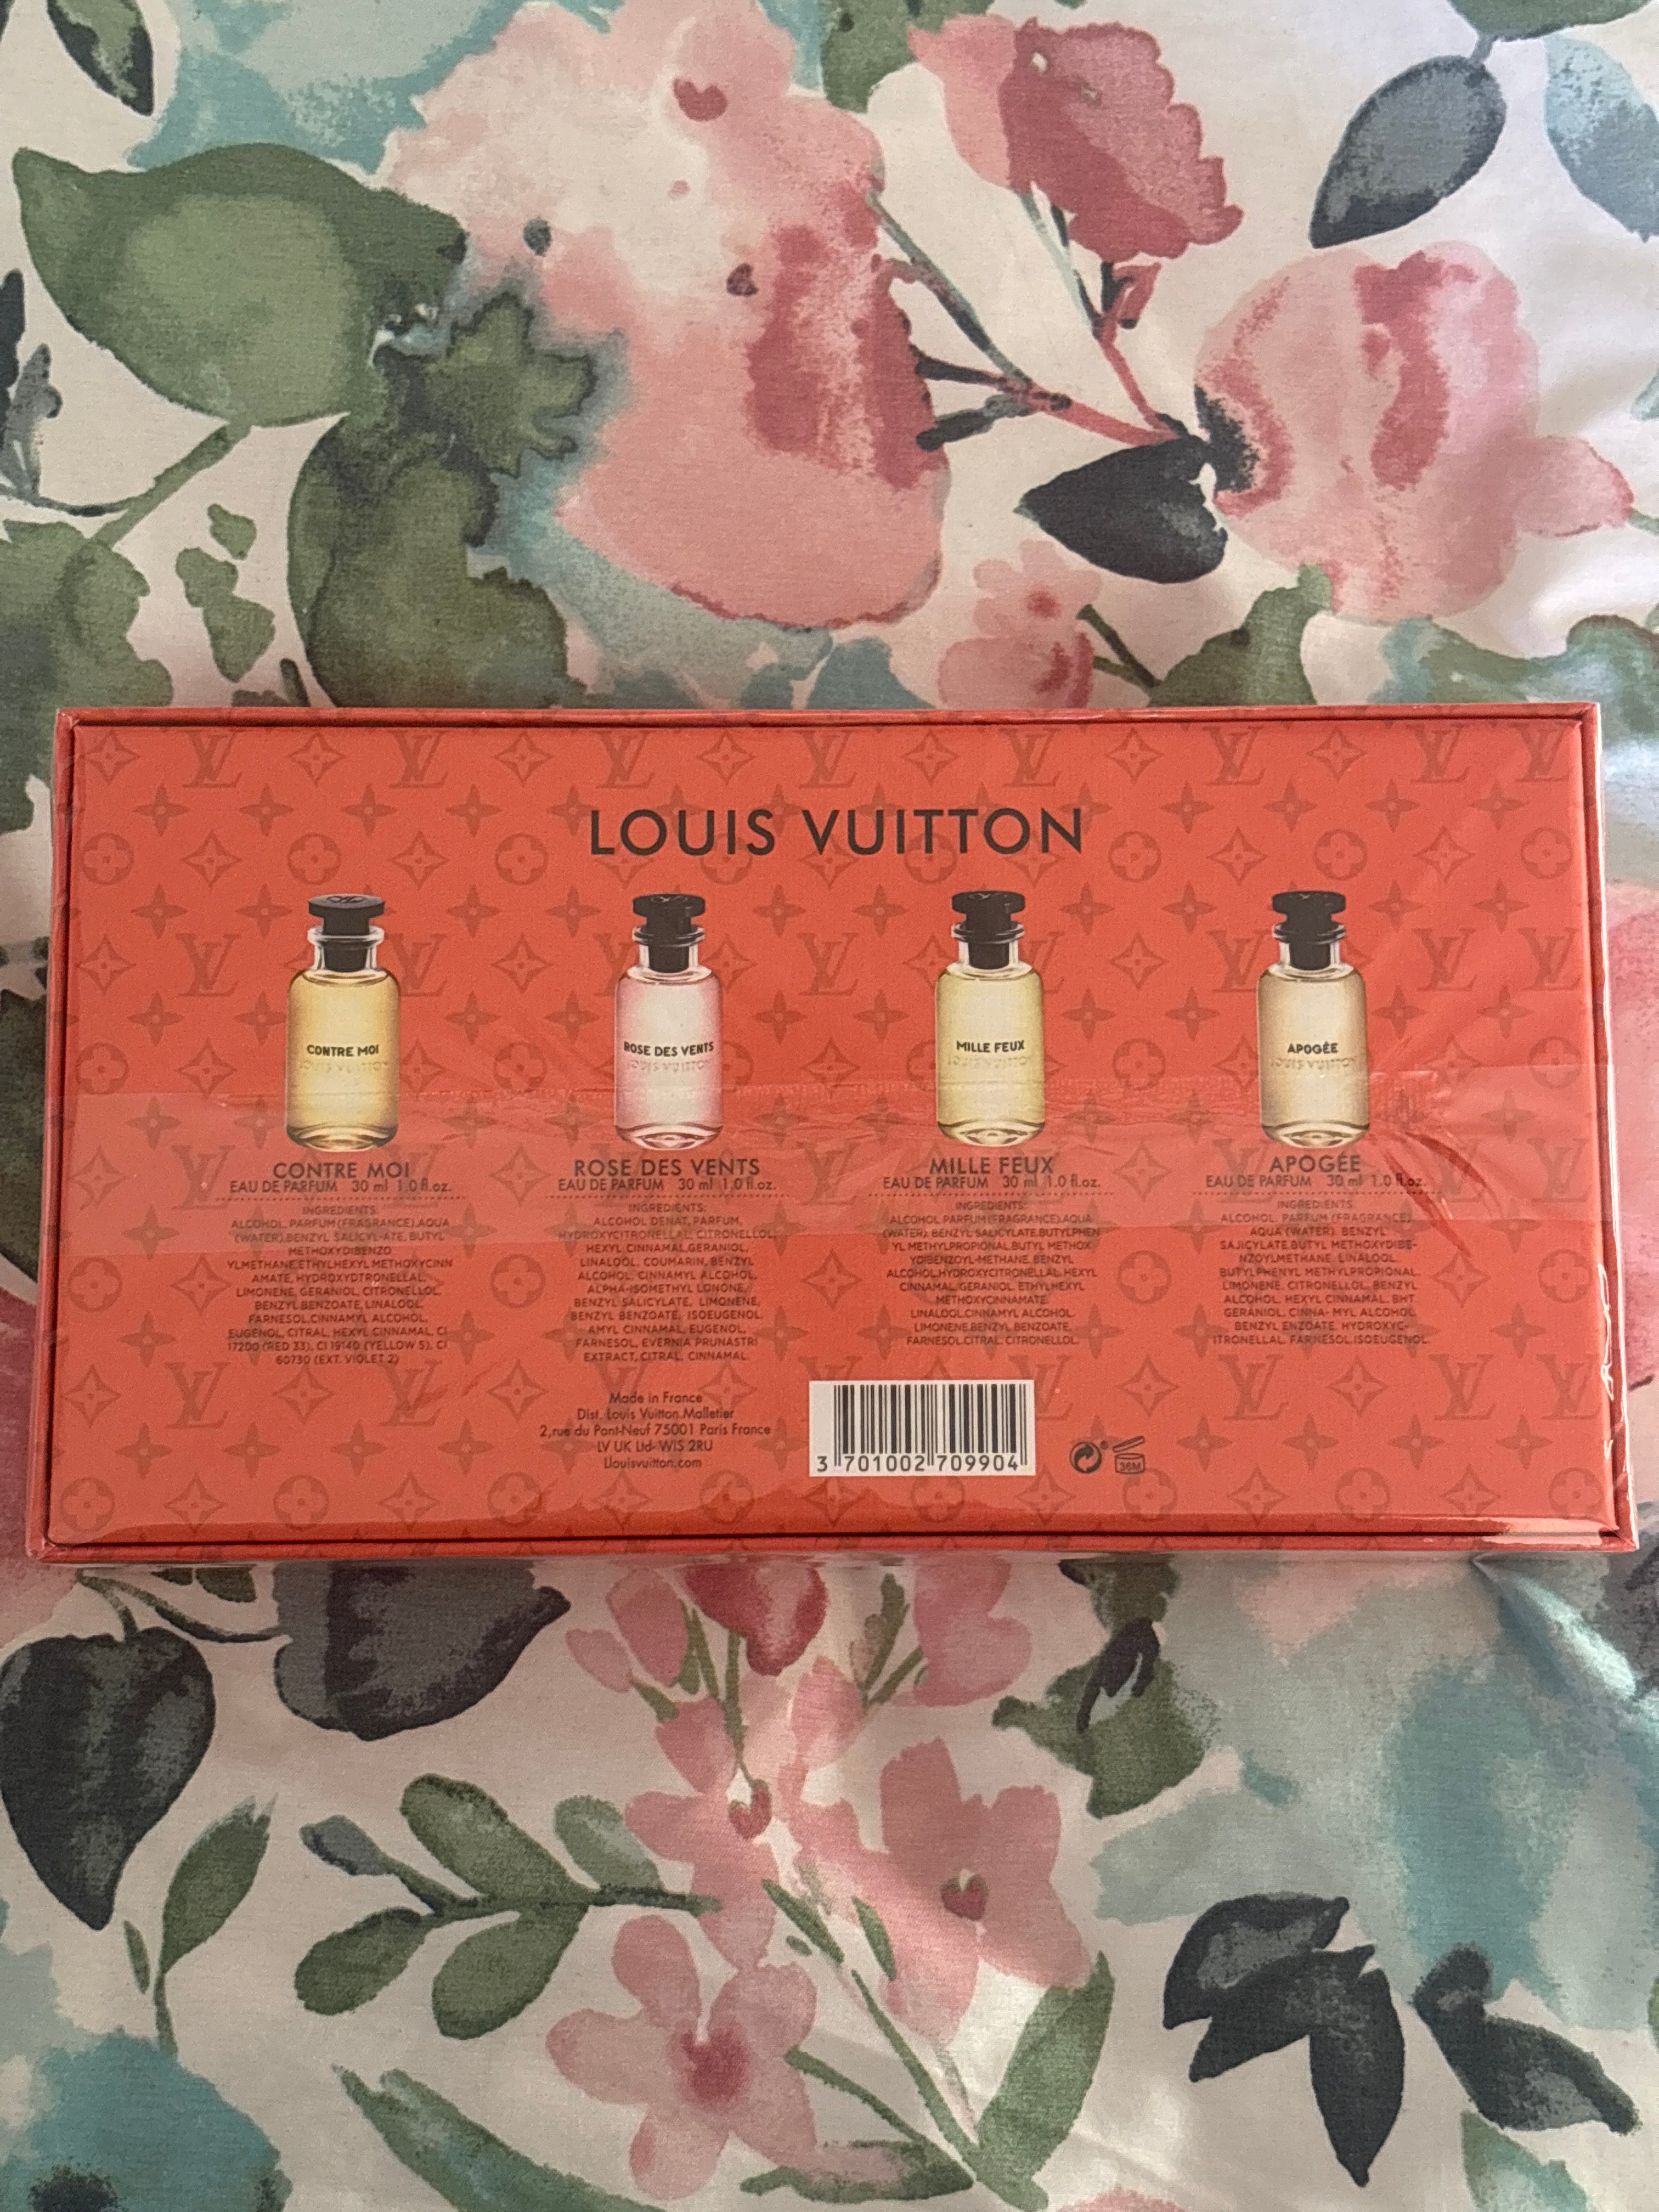 LOUIS VUITTON
CONTRE MOI
LOUIS VUITTON
ROSE DES VENTS
LOUIS VUITTON
MILLE FEUX
LOUIS VUITTON
APOGÉE
LOUIS VUITTON
CONTRE MOI
EAU DE PARFUM 30 ml 1.0 fl.oz.
INGREDIENTS:
ALCOHOL, PARFUM (FRAGRANCE),AQUA
(WATER),BENZYL SALICYL-ATE, BUTYL
METHOXYDIBENZO
YLMETHANE,ETHYLHEXYL METHOXYCINN
AMATE, HYDROXYDTRONELLAL,
LIMONENE, GERANIOL, CITRONELLOL,
BENZYL BENZOATE, LINALOOL,
FARNESOL,CINNAMYL ALCOHOL,
EUGENOL, CITRAL, HEXYL CINNAMAL, CI
17200 (RED 33), CI 19140 (YELLOW 5), CI
60730 (EXT. VIOLET 2)
ROSE DES VENTS
EAU DE PARFUM 30 ml 1.0 fl.oz.
INGREDIENTS:
ALCOHOL DENAT, PARFUM,
HYDROXYCITRONELLAL, CITRONELLOL,
HEXYL CINNAMAL,GERANIOL,
LINALOOL, COUMARIN, BENZYL
ALCOHOL, CINNAMYL ALCOHOL,
ALPHA-ISOMETHYL LONONE,
BENZYL SALICYLATE, LIMONENE,
BENZYL BENZOATE, ISOEUGENOL,
AMYL CINNAMAL, EUGENOL,
FARNESOL, EVERNIA PRUNASTRI
EXTRACT, CITRAL, CINNAMAL.
MILLE FEUX
EAU DE PARFUM 30 ml 1.0 fl.oz.
INGREDIENTS:
ALCOHOL, PARFUM (FRAGRANCE),AQUA
(WATER), BENZYL SALICYLATE,BUTYLPHEN
YL METHYLPROPIONAL,BUTYL METHOX
YDIBENZOYL-METHANE, BENZYL
ALCOHOL,HYDROXYCITRONELLAL, HEXYL
CINNAMAL, GERANIOL, ETHYLHEXYL
METHOXYCINNAMATE,
LINALOOL,CINNAMYL ALCOHOL,
LIMONENE,BENZYL BENZOATE,
FARNESOL,CITRAL, CITRONELLOL.
APOGÉE
EAU DE PARFUM 30 ml 1.0 fl.oz.
INGREDIENTS:
ALCOHOL, PARFUM (FRAGRANCE),
AQUA (WATER), BENZYL
SAJICYLATE,BUTYL METHOXYDIBE-
NZOYLMETHANE, LINALOOL,
BUTYLPHENYL METHYLPROPIONAL,
LIMONENE, CITRONELLOL, BENZYL
ALCOHOL, HEXYL CINNAMAL, BHT,
GERANIOL, CINNA- MYL ALCOHOL,
BENZYL ENZOATE, HYDROXYC-
ITRONELLAL, FARNESOL,ISOEUGENOL.
Made in France
Dist. Louis Vuitton Malletier
2,rue du Pont-Neuf 75001 Paris France
LV UK Ltd- WIS 2RU
Llouisvuitton.com
3 701002 709904
36M